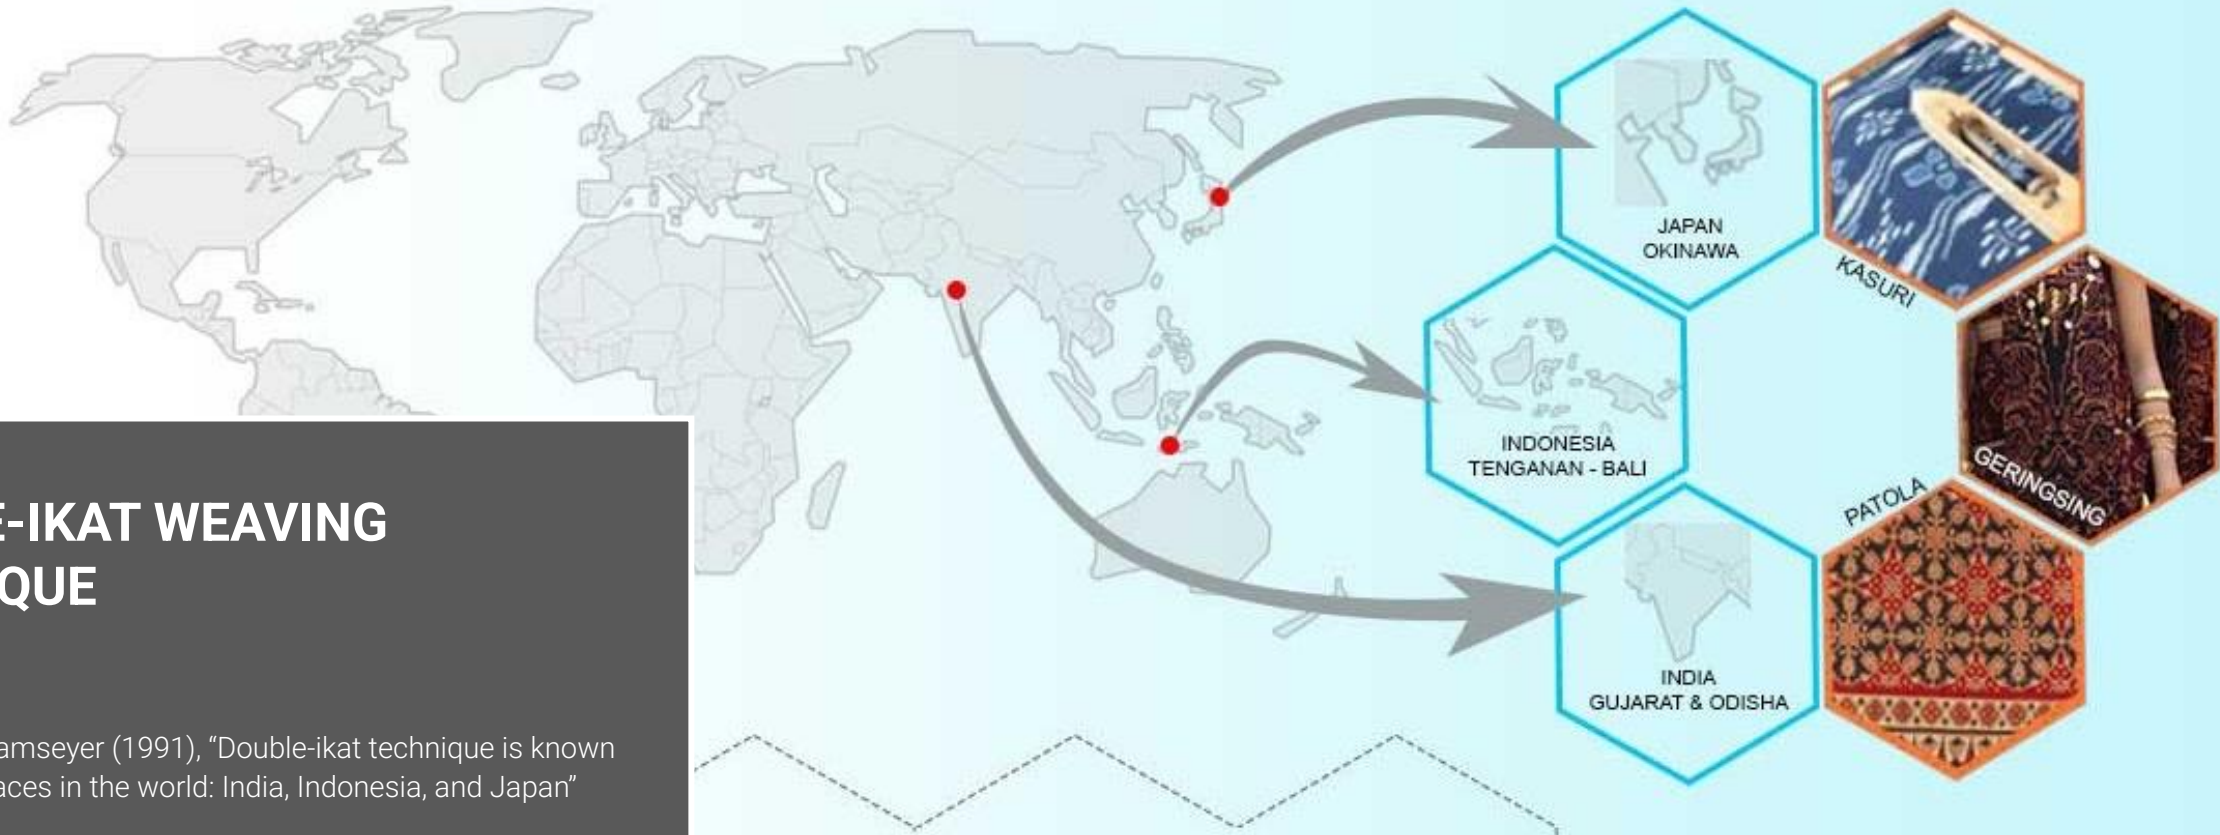 E-IKAT WEAVING
QUE
amseyer (1991), “Double-ikat technique is known
aces in the world: India, Indonesia, and Japan”
JAPAN
OKINAWA
KASURI
INDONESIA
TENGANAN - BALI
GERINGSING
PATOLA
INDIA
GUJARAT & ODISHA